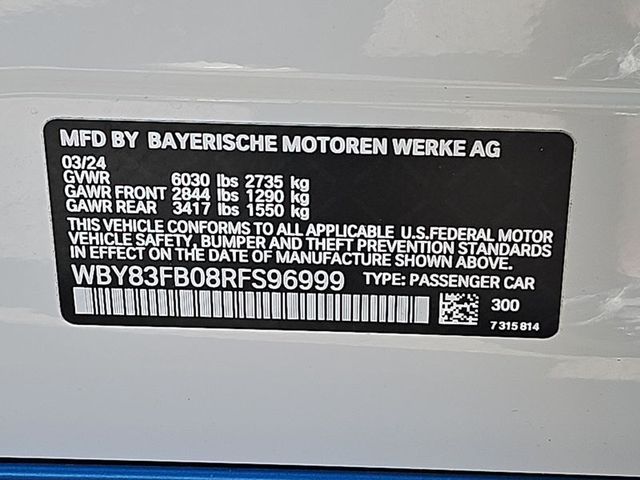 MFD BY BAYERISCHE MOTOREN WERKE AG
03/24
GVWR 6030 lbs 2735 kg
GAWR FRONT 2844 lbs 1290 kg
GAWR REAR 3417 lbs 1550 kg
THIS VEHICLE CONFORMS TO ALL APPLICABLE U.S.FEDERAL MOTOR
VEHICLE SAFETY, BUMPER AND THEFT PREVENTION STANDARDS
IN EFFECT ON THE DATE OF MANUFACTURE SHOWN ABOVE.
WBY83FB08RFS96999 TYPE: PASSENGER CAR
300
7 315 814